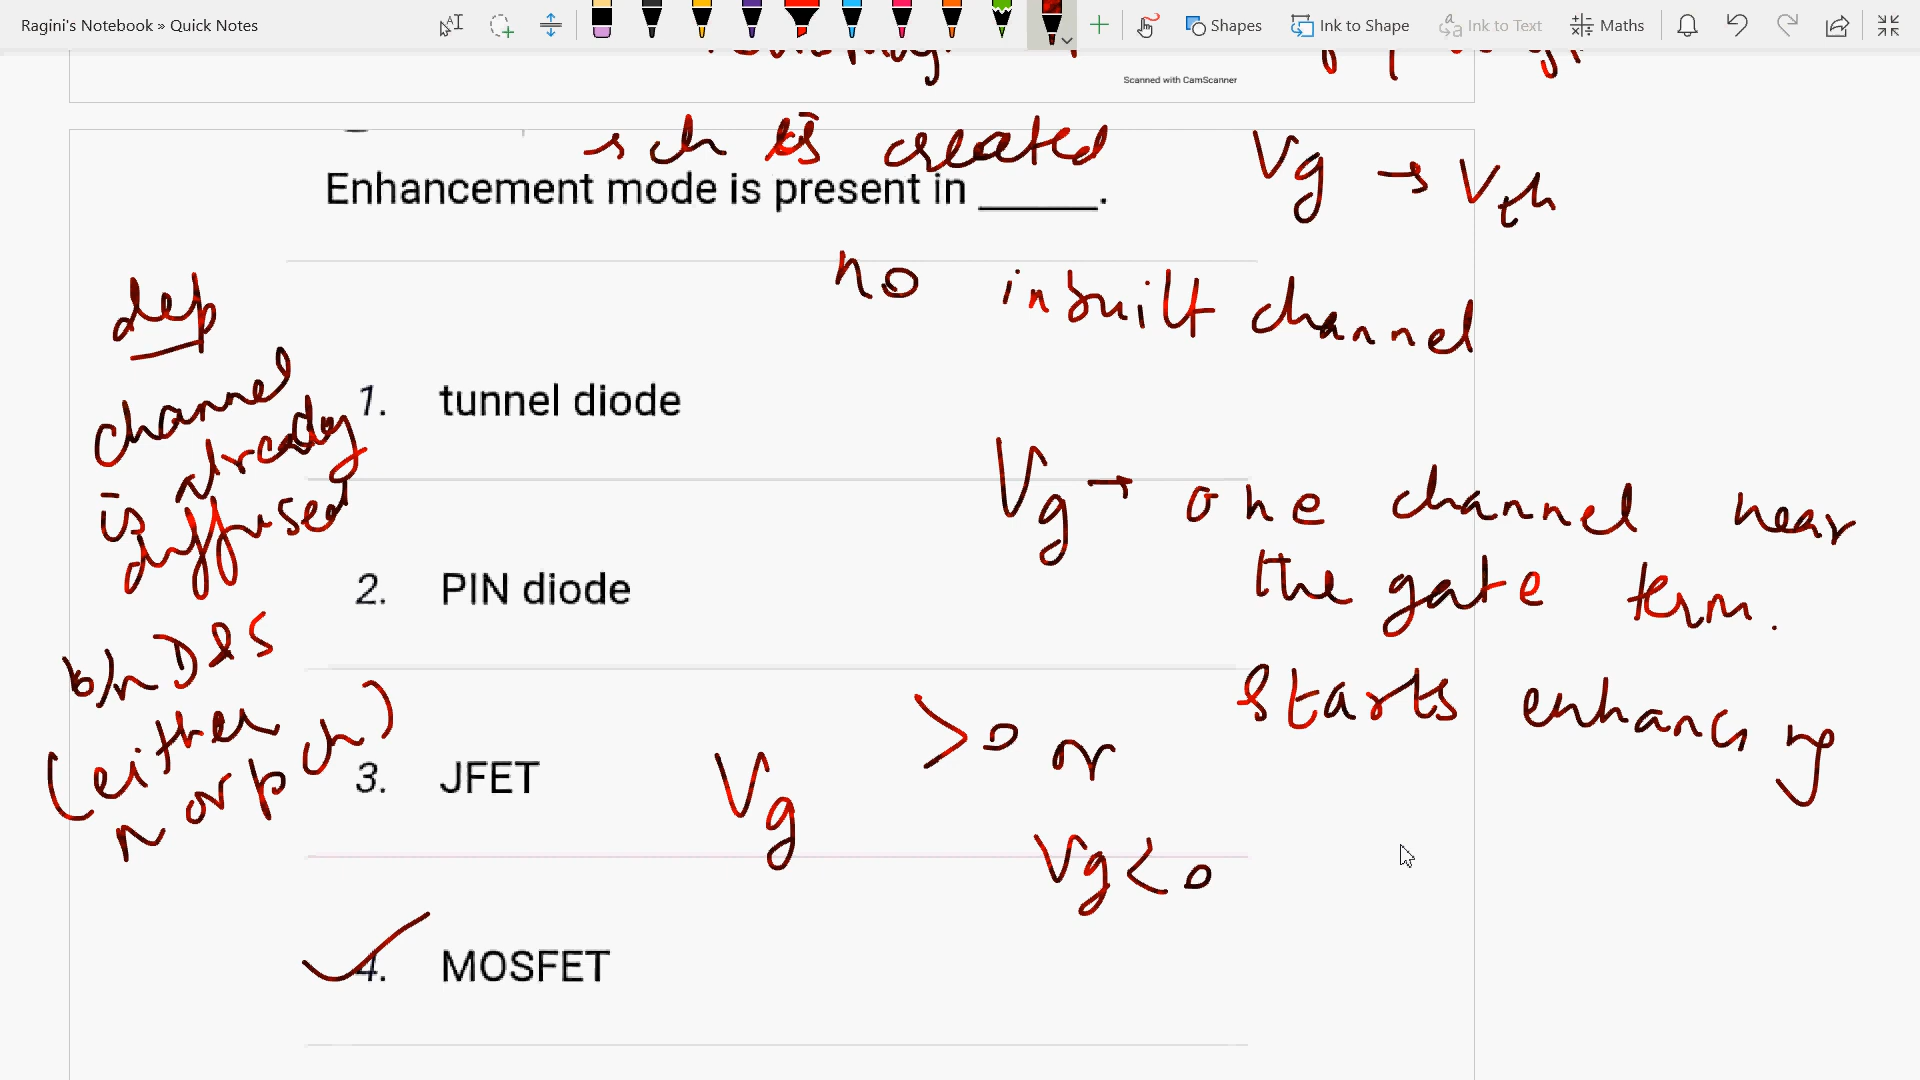 Ragini's Notebook » Quick Notes
Shapes
Ink to Shape
Ink to Text
Maths
Scanned with CamScanner
ch is created
Vg → Vth
Enhancement mode is present in ______.
no inbuilt channel
dep
channel
is already
diffused
b/n D & S
(either
n or p ch)
1. tunnel diode
Vg → one channel near
the gate term.
starts enhancing
2. PIN diode
Vg > 0 or
Vg < 0
3. JFET
4. MOSFET